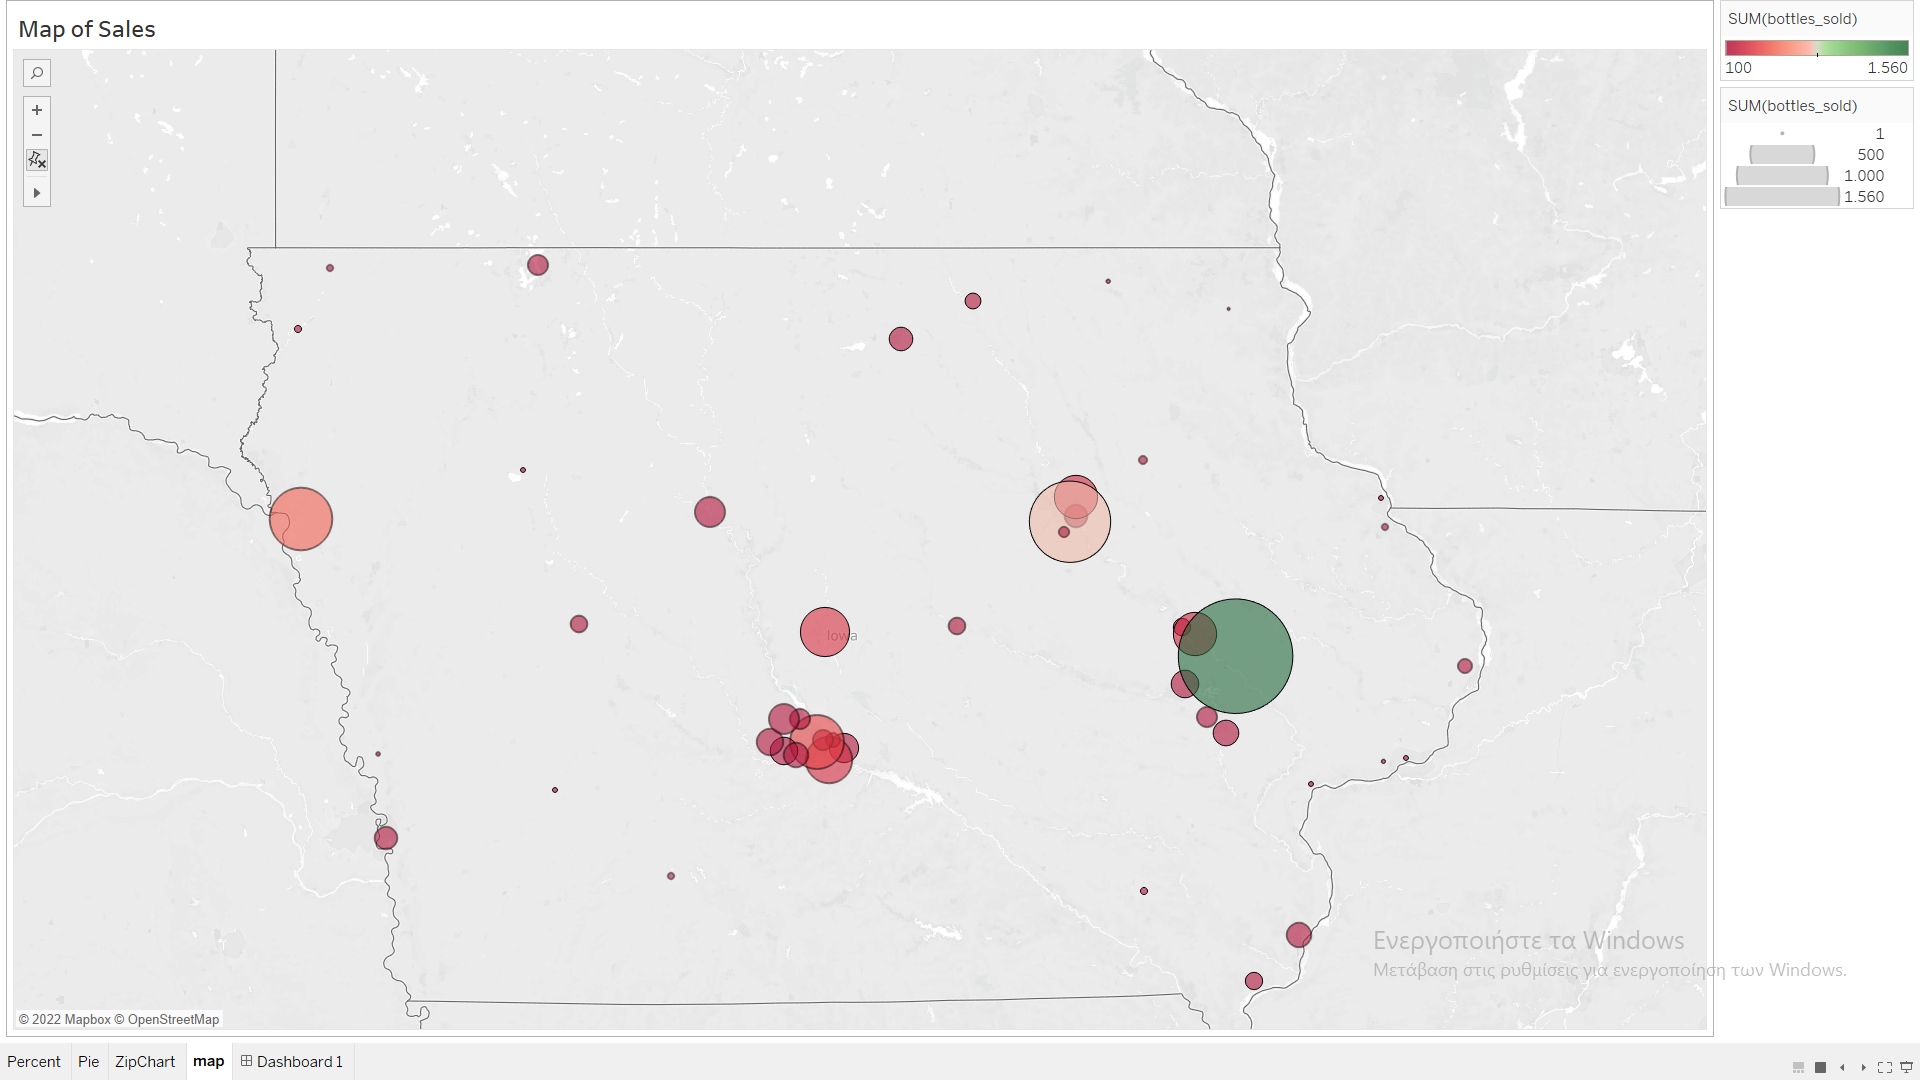 Map of Sales
Iowa
© 2022 Mapbox © OpenStreetMap
SUM(bottles_sold)
100 1.560
SUM(bottles_sold)
1
500
1.000
1.560
Ενεργοποιήστε τα Windows
Μετάβαση στις ρυθμίσεις για ενεργοποίηση των Windows.
Percent Pie ZipChart map Dashboard 1